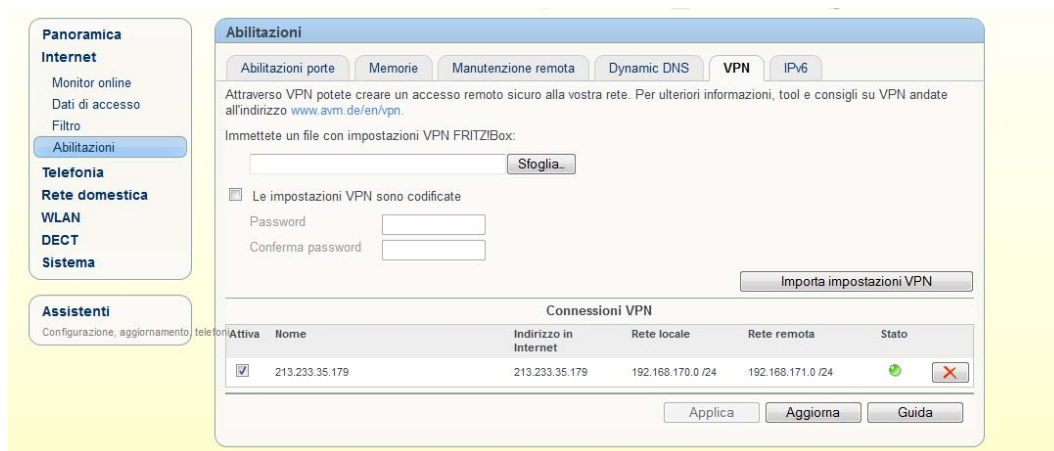 Panoramica
Internet
Monitor online
Dati di accesso
Filtro
Abilitazioni
Telefonia
Rete domestica
WLAN
DECT
Sistema
Assistenti
Configurazione, aggiornamento, telefoni
Abilitazioni
Abilitazioni porte Memorie Manutenzione remota Dynamic DNS VPN IPv6
Attraverso VPN potete creare un accesso remoto sicuro alla vostra rete. Per ulteriori informazioni, tool e consigli su VPN andate
all'indirizzo www.avm.de/en/vpn.
Immettete un file con impostazioni VPN FRITZ!Box:
Sfoglia...
Le impostazioni VPN sono codificate
Password
Conferma password
Importa impostazioni VPN
Connessioni VPN
Attiva Nome Indirizzo in Internet Rete locale Rete remota Stato
213.233.35.179 213.233.35.179 192.168.170.0 /24 192.168.171.0 /24
Applica Aggiorna Guida